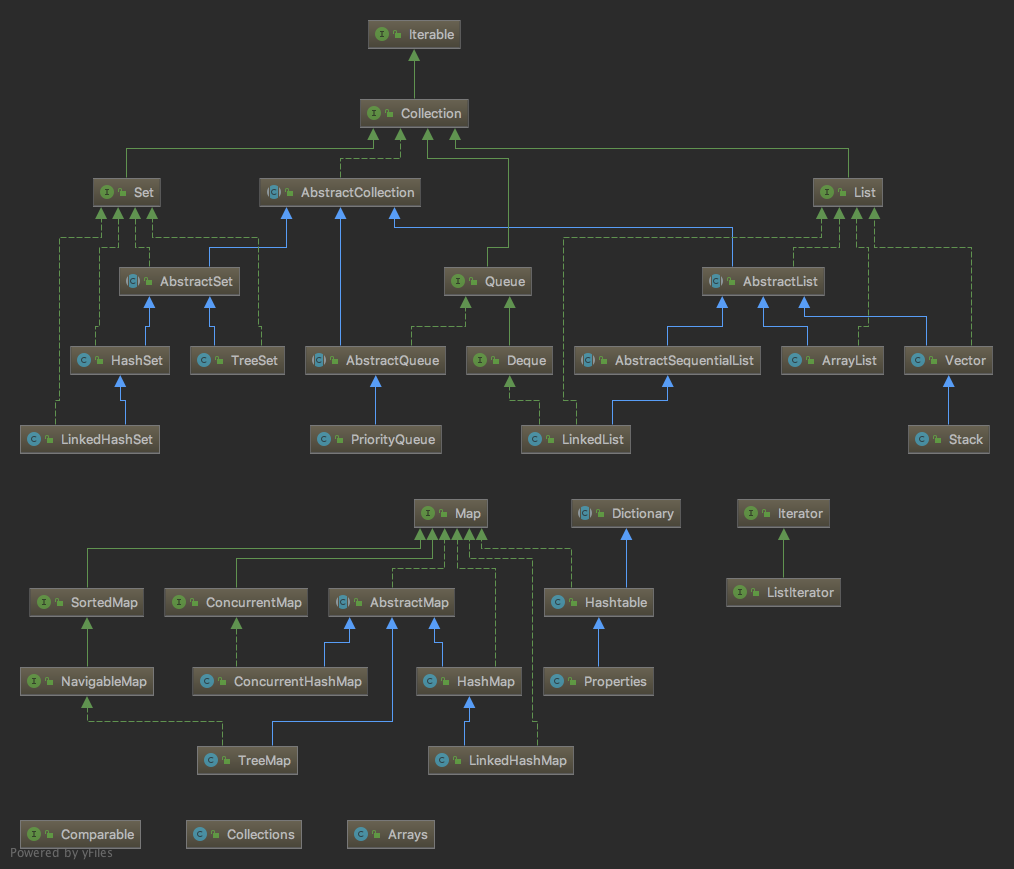 Iterable
Collection
Set
AbstractCollection
List
AbstractSet
Queue
AbstractList
HashSet
TreeSet
AbstractQueue
Deque
AbstractSequentialList
ArrayList
Vector
LinkedHashSet
PriorityQueue
LinkedList
Stack
Map
Dictionary
Iterator
SortedMap
ConcurrentMap
AbstractMap
Hashtable
ListIterator
NavigableMap
ConcurrentHashMap
HashMap
Properties
TreeMap
LinkedHashMap
Comparable
Collections
Arrays
Powered by yFiles